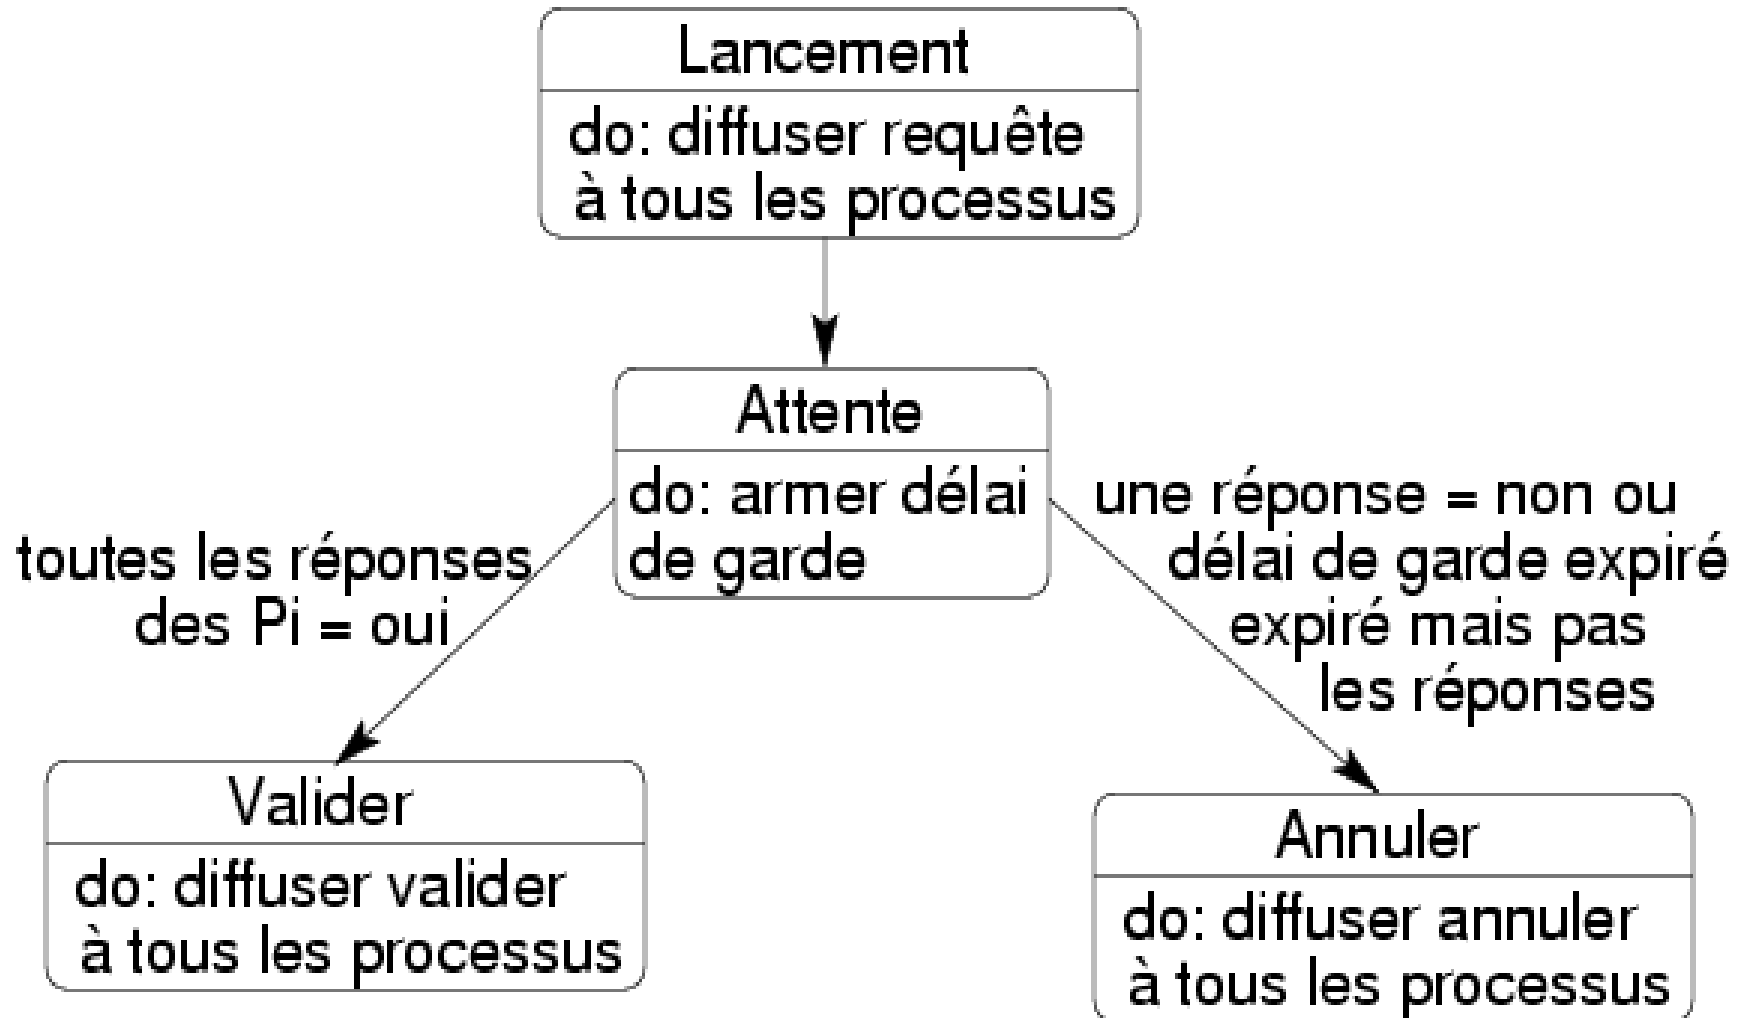 Lancement
do: diffuser requête
à tous les processus
Attente
do: armer délai
de garde
toutes les réponses
des Pi = oui
une réponse = non ou
délai de garde expiré
expiré mais pas
les réponses
Valider
do: diffuser valider
à tous les processus
Annuler
do: diffuser annuler
à tous les processus